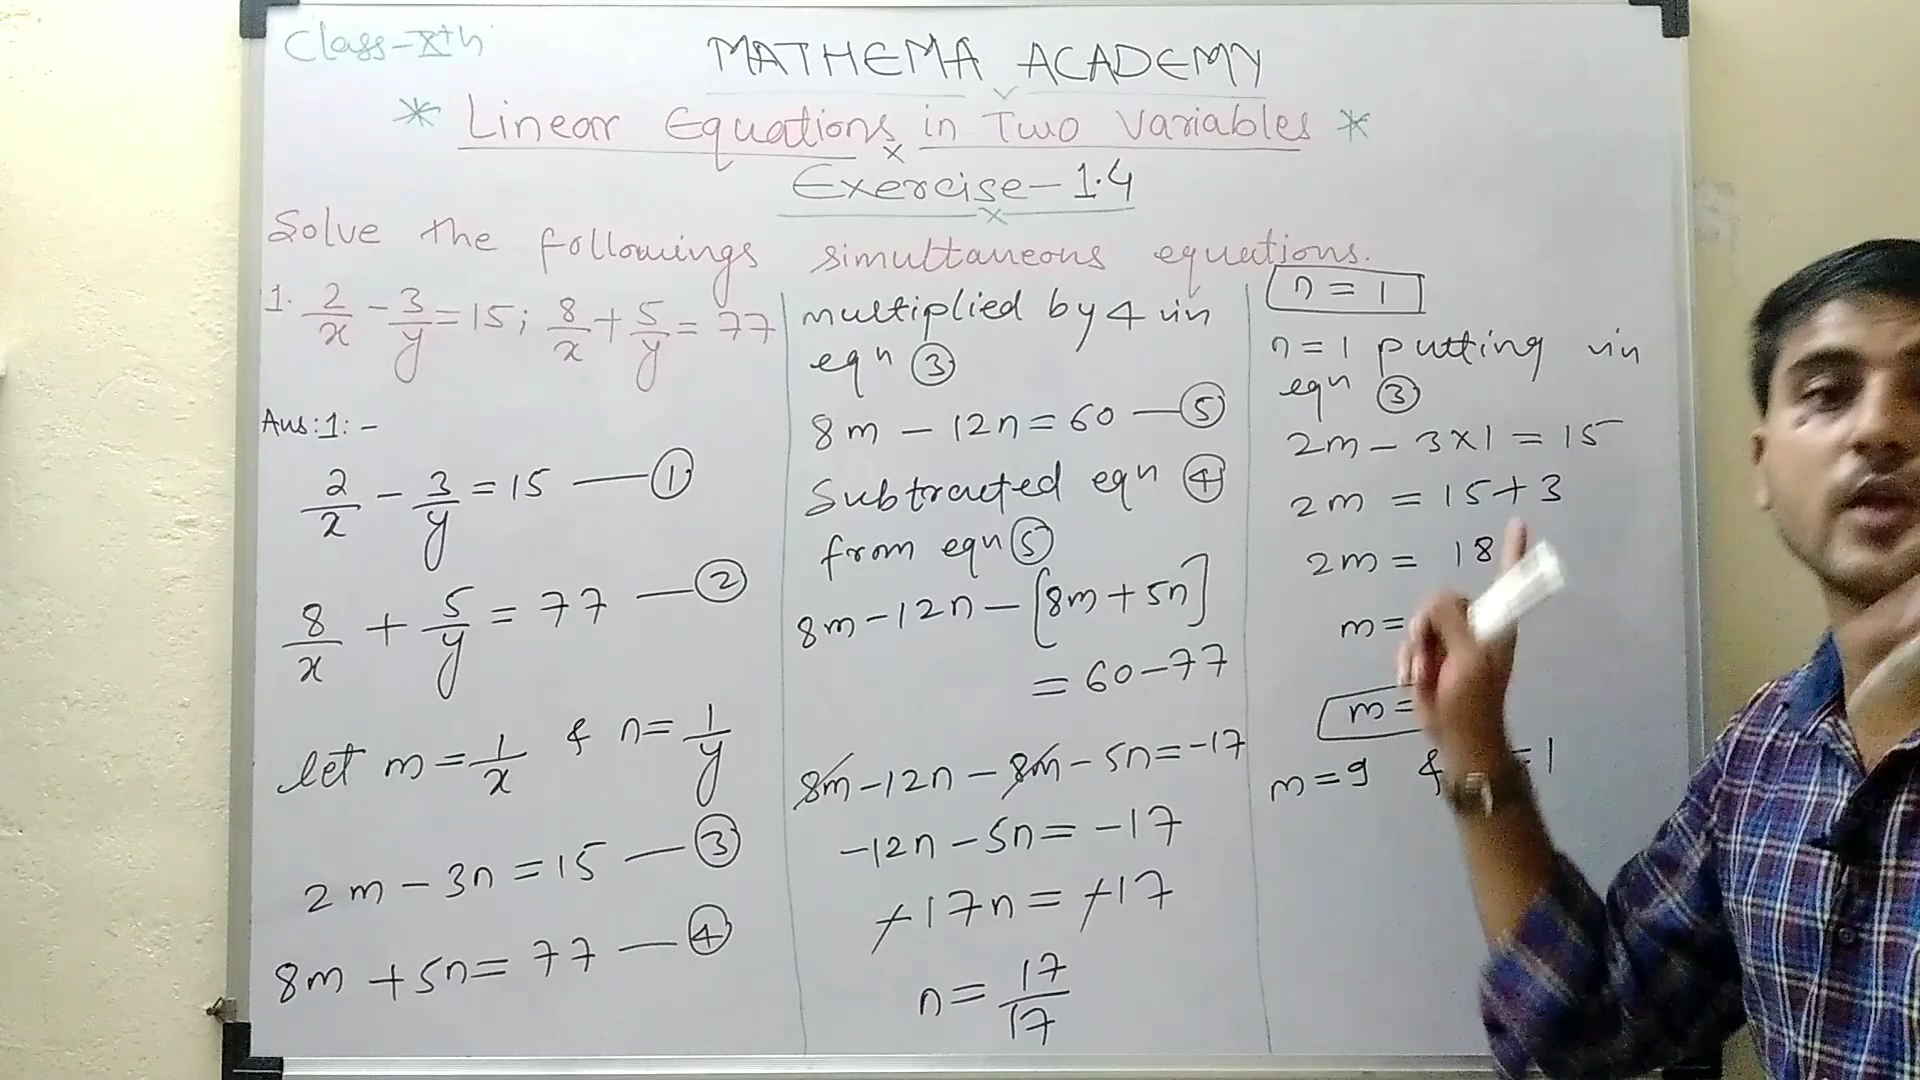 Class-Xth
MATHEMA ACADEMY
* Linear Equations in Two Variables *
Exercise-1.4
Solve the followings simultaneous equations.
1. 2/x - 3/y = 15; 8/x + 5/y = 77
Ans:1:-
2/x - 3/y = 15 — ①
8/x + 5/y = 77 — ②
let m = 1/x & n = 1/y
2m - 3n = 15 — ③
8m + 5n = 77 — ④
multiplied by 4 in
eqn ③
8m - 12n = 60 — ⑤
Subtracted eqn ④
from eqn ⑤
8m - 12n - [8m + 5n]
= 60 - 77
8m - 12n - 8m - 5n = -17
-12n - 5n = -17
-17n = -17
n = 17/17
n = 1
n = 1 putting in
eqn ③
2m - 3x1 = 15
2m = 15 + 3
2m = 18
m =
m =
m = 9 & = 1